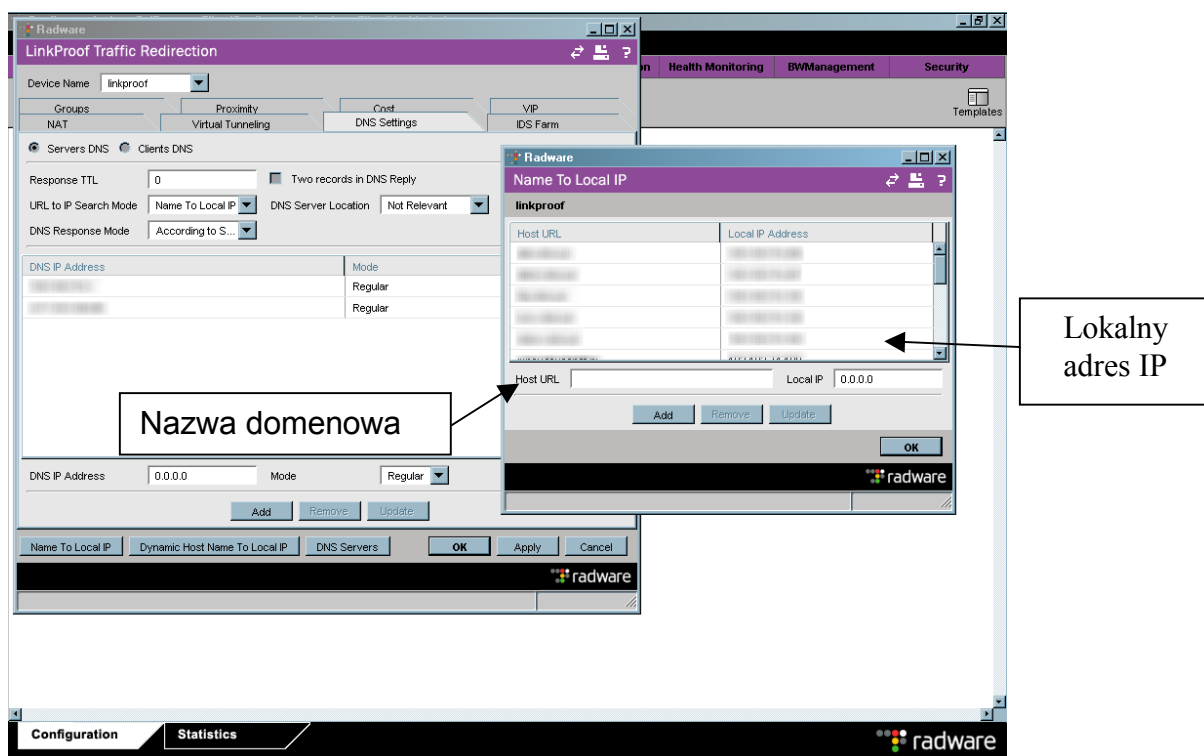 Radware
LinkProof Traffic Redirection
Health Monitoring
BWManagement
Security
Templates
Device Name
linkproof
Groups
Proximity
Cost
VIP
NAT
Virtual Tunneling
DNS Settings
IDS Farm
Servers DNS
Clients DNS
Response TTL
0
Two records in DNS Reply
URL to IP Search Mode
Name To Local IP
DNS Server Location
Not Relevant
DNS Response Mode
According to S...
DNS IP Address
Mode
Regular
Regular
DNS IP Address
0.0.0.0
Mode
Regular
Add
Remove
Update
Name To Local IP
Dynamic Host Name To Local IP
DNS Servers
OK
Apply
Cancel
radware
Radware
Name To Local IP
linkproof
Host URL
Local IP Address
Host URL
Local IP
0.0.0.0
Add
Remove
Update
OK
radware
Nazwa domenowa
Lokalny
adres IP
Configuration
Statistics
radware